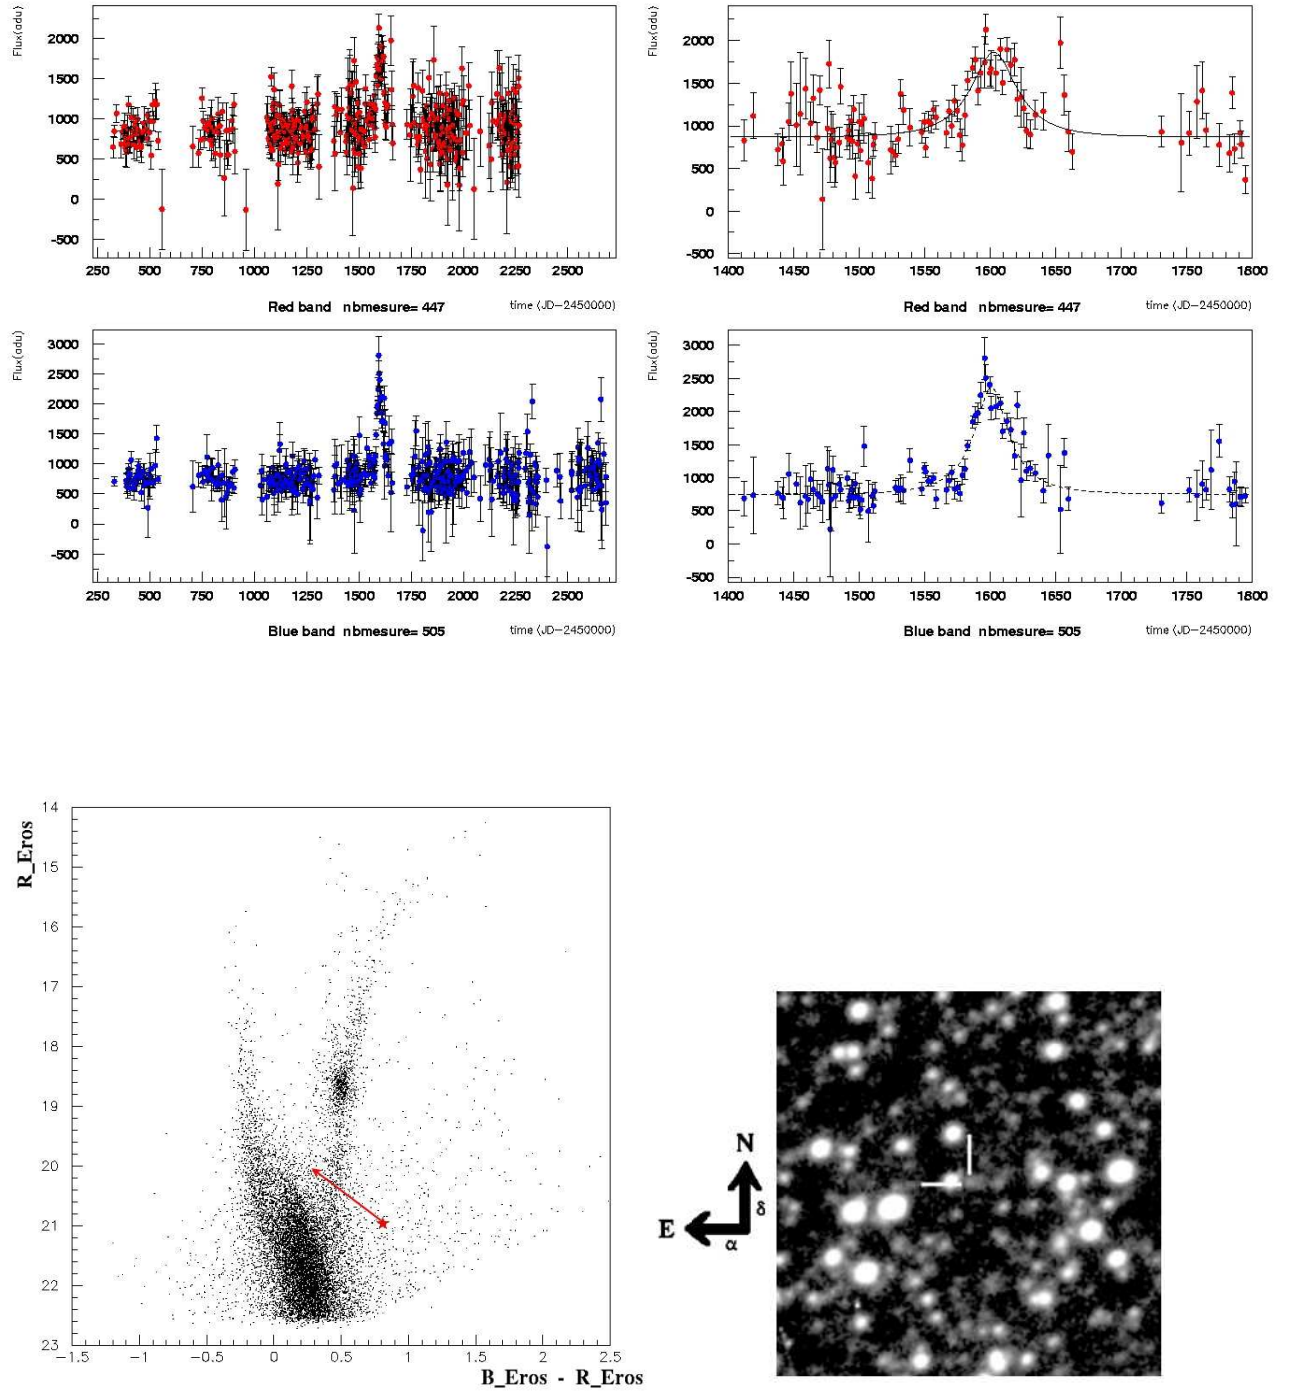 Flux(adu)
2000
1500
1000
500
0
-500
250 500 750 1000 1250 1500 1750 2000 2250 2500
Red band nbmesure= 447 time (JD-2450000)
Flux(adu)
2000
1500
1000
500
0
-500
1400 1450 1500 1550 1600 1650 1700 1750 1800
Red band nbmesure= 447 time (JD-2450000)
Flux(adu)
3000
2500
2000
1500
1000
500
0
-500
250 500 750 1000 1250 1500 1750 2000 2250 2500
Blue band nbmesure= 505 time (JD-2450000)
Flux(adu)
3000
2500
2000
1500
1000
500
0
-500
1400 1450 1500 1550 1600 1650 1700 1750 1800
Blue band nbmesure= 505 time (JD-2450000)
R_Eros
14
15
16
17
18
19
20
21
22
23
-1.5 -1 -0.5 0 0.5 1 1.5 2 2.5
B_Eros - R_Eros
N
E
δ
α